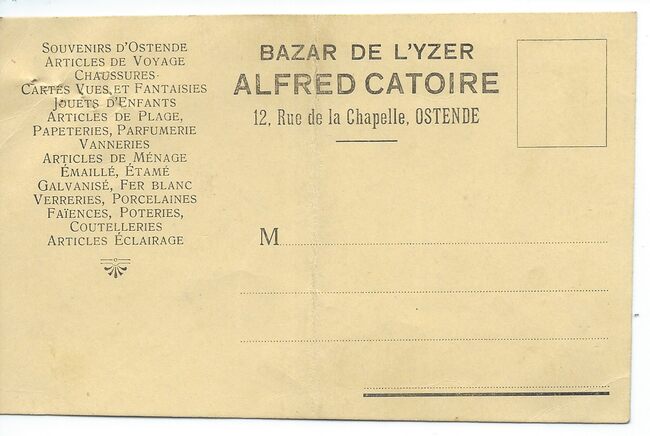 Souvenirs d'Ostende
Articles de Voyage
Chaussures
Cartes Vues et Fantaisies
Jouets d'Enfants
Articles de Plage,
Papeteries, Parfumerie
Vanneries
Articles de Ménage
Émaillé, Étamé
Galvanisé, Fer blanc
Verreries, Porcelaines
Faïences, Poteries,
Coutelleries
Articles Éclairage
BAZAR DE L'YZER
ALFRED CATOIRE
12, Rue de la Chapelle, OSTENDE
M